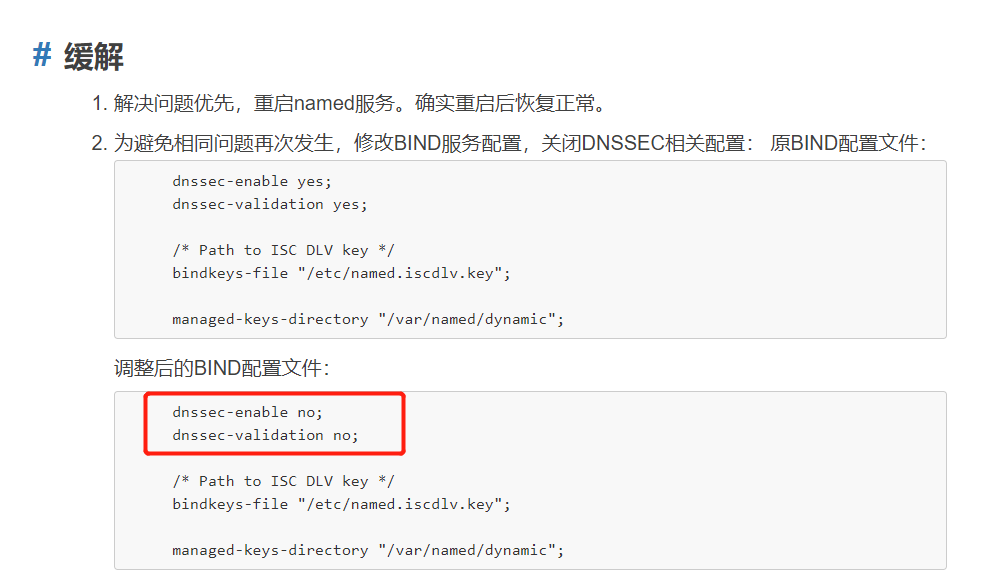 # 缓解
1. 解决问题优先，重启named服务。确实重启后恢复正常。
2. 为避免相同问题再次发生，修改BIND服务配置，关闭DNSSEC相关配置： 原BIND配置文件：
dnssec-enable yes;
dnssec-validation yes;
/* Path to ISC DLV key */
bindkeys-file "/etc/named.iscdlv.key";
managed-keys-directory "/var/named/dynamic";
调整后的BIND配置文件：
dnssec-enable no;
dnssec-validation no;
/* Path to ISC DLV key */
bindkeys-file "/etc/named.iscdlv.key";
managed-keys-directory "/var/named/dynamic";